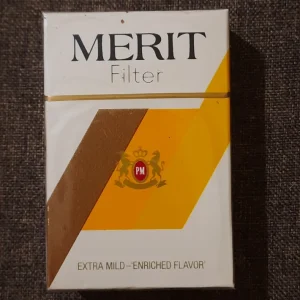 MERIT
Filter
PM
EXTRA MILD–'ENRICHED FLAVOR'